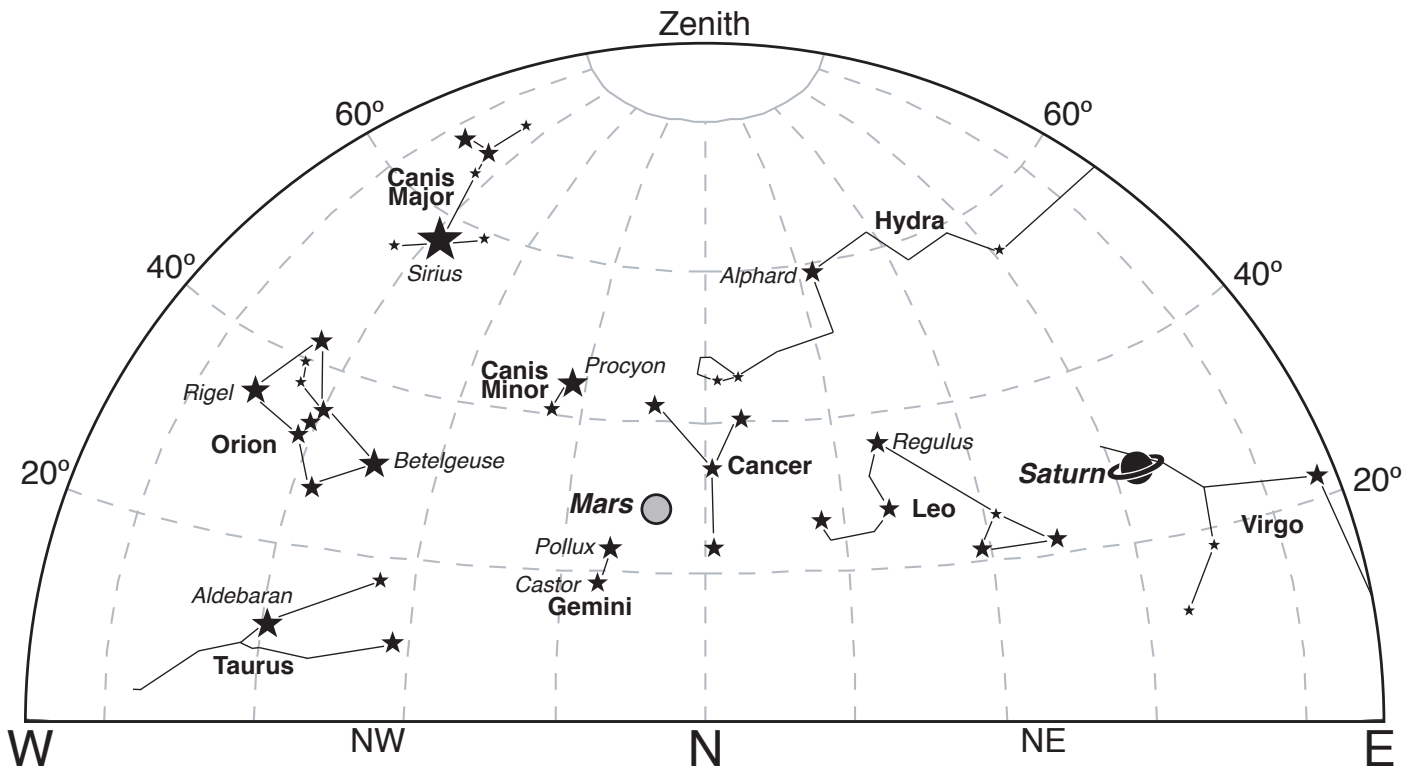 Zenith
60º
60º
Canis
Major
Hydra
Sirius
Alphard
40º
40º
Canis
Minor
Procyon
Rigel
Orion
Betelgeuse
Regulus
Cancer
Saturn
20º
20º
Mars
Leo
Virgo
Pollux
Castor
Gemini
Aldebaran
Taurus
W
NW
N
NE
E